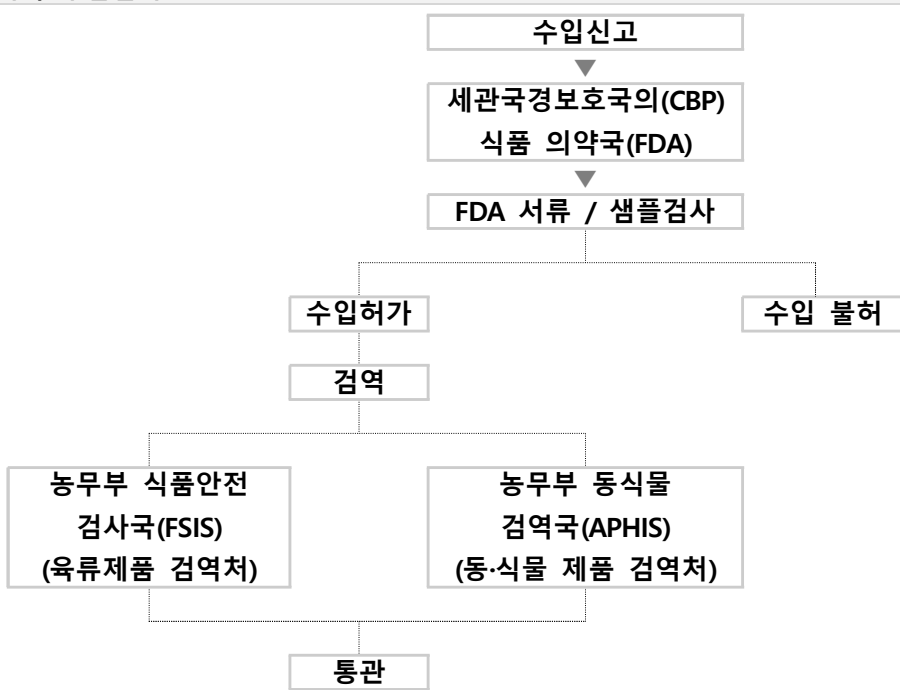 수입신고
세관국경보호국의(CBP)
식품 의약국(FDA)
FDA 서류 / 샘플검사
수입허가
수입 불허
검역
농무부 식품안전
검사국(FSIS)
(육류제품 검역처)
농무부 동식물
검역국(APHIS)
(동·식물 제품 검역처)
통관